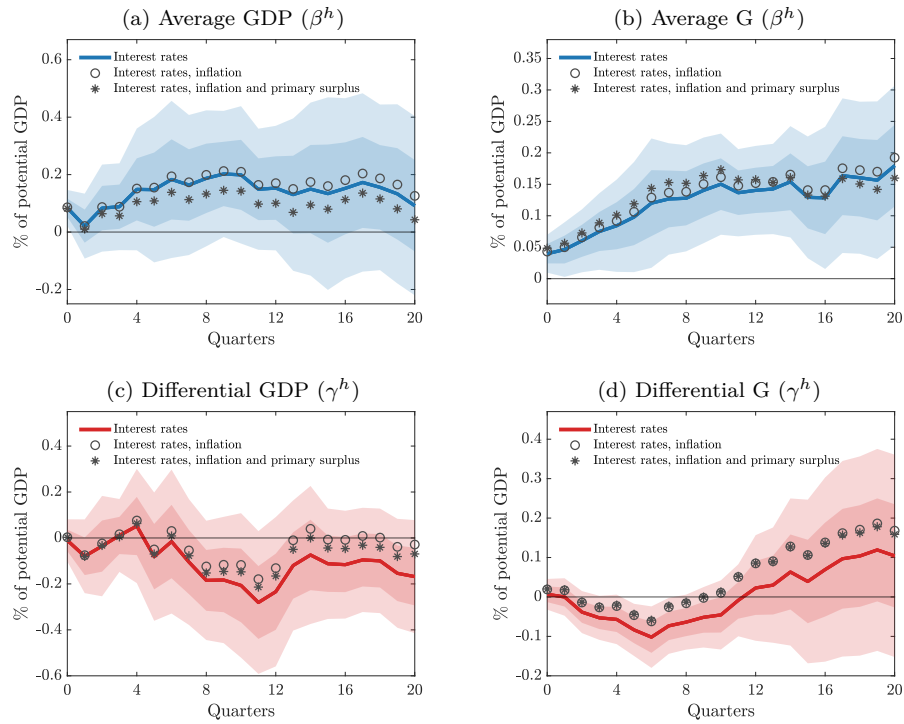 (a) Average GDP (β^h)
% of potential GDP
0.6
0.4
0.2
0
-0.2
Interest rates
Interest rates, inflation
Interest rates, inflation and primary surplus
0 4 8 12 16 20
Quarters
(b) Average G (β^h)
% of potential GDP
0.35
0.3
0.25
0.2
0.15
0.1
0.05
0
Interest rates
Interest rates, inflation
Interest rates, inflation and primary surplus
0 4 8 12 16 20
Quarters
(c) Differential GDP (γ^h)
% of potential GDP
0.4
0.2
0
-0.2
-0.4
-0.6
Interest rates
Interest rates, inflation
Interest rates, inflation and primary surplus
0 4 8 12 16 20
Quarters
(d) Differential G (γ^h)
% of potential GDP
0.4
0.3
0.2
0.1
0
-0.1
-0.2
Interest rates
Interest rates, inflation
Interest rates, inflation and primary surplus
0 4 8 12 16 20
Quarters